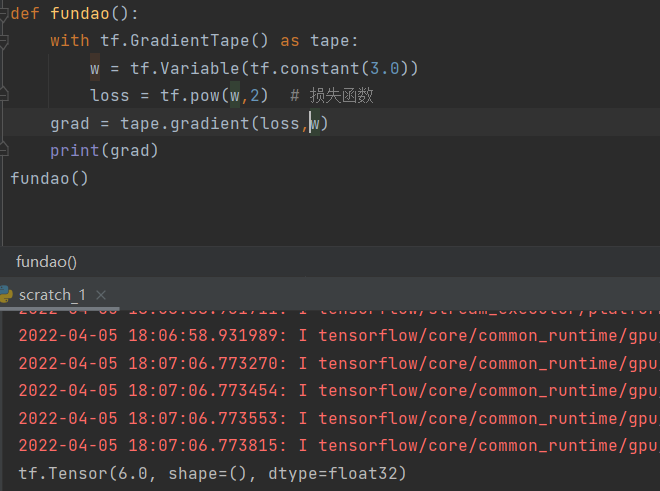 def fundao():
with tf.GradientTape() as tape:
w = tf.Variable(tf.constant(3.0))
loss = tf.pow(w,2)  # 损失函数
grad = tape.gradient(loss,w)
print(grad)
fundao()
fundao()
scratch_1
2022-04-05 18:06:58.931989: I tensorflow/core/common_runtime/gpu
2022-04-05 18:07:06.773270: I tensorflow/core/common_runtime/gpu
2022-04-05 18:07:06.773454: I tensorflow/core/common_runtime/gpu
2022-04-05 18:07:06.773553: I tensorflow/core/common_runtime/gpu
2022-04-05 18:07:06.773815: I tensorflow/core/common_runtime/gpu
tf.Tensor(6.0, shape=(), dtype=float32)